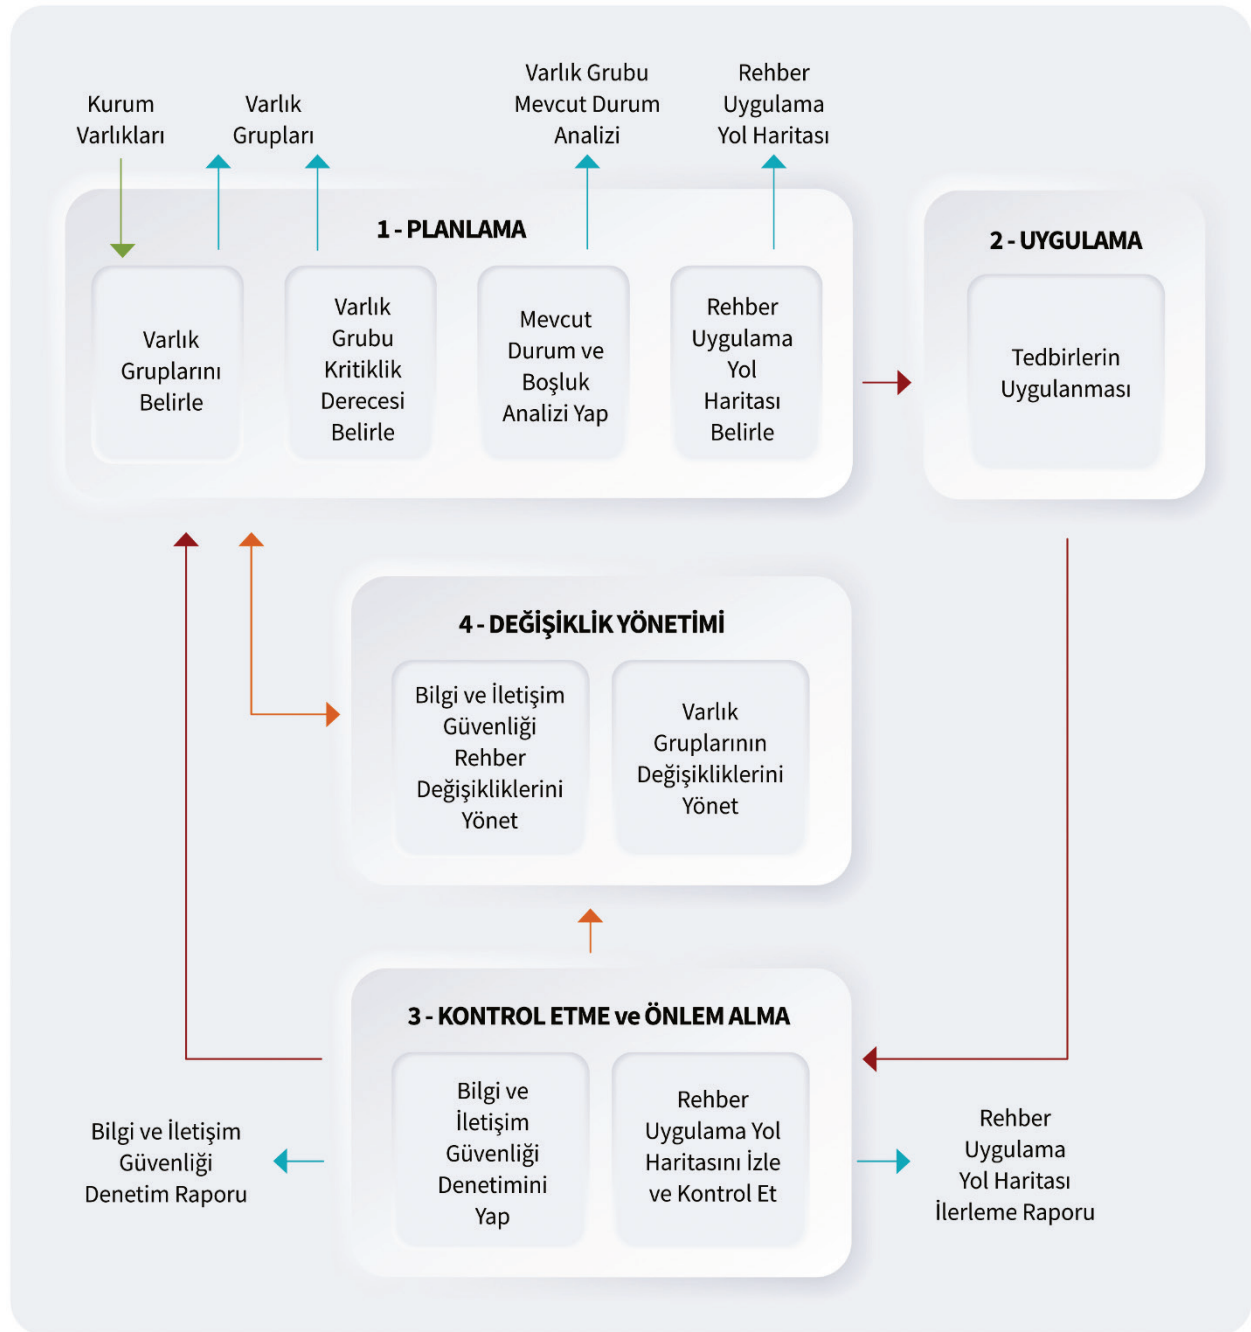 Kurum
Varlıkları
Varlık
Grupları
Varlık Grubu
Mevcut Durum
Analizi
Rehber
Uygulama
Yol Haritası
1 - PLANLAMA
Varlık
Gruplarını
Belirle
Varlık
Grubu
Kritiklik
Derecesi
Belirle
Mevcut
Durum ve
Boşluk
Analizi Yap
Rehber
Uygulama
Yol
Haritası
Belirle
2 - UYGULAMA
Tedbirlerin
Uygulanması
4 - DEĞİŞİKLİK YÖNETİMİ
Bilgi ve İletişim
Güvenliği
Rehber
Değişikliklerini
Yönet
Varlık
Gruplarının
Değişikliklerini
Yönet
3 - KONTROL ETME ve ÖNLEM ALMA
Bilgi ve
İletişim
Güvenliği
Denetimini
Yap
Rehber
Uygulama Yol
Haritasını İzle
ve Kontrol Et
Bilgi ve İletişim
Güvenliği
Denetim Raporu
Rehber
Uygulama
Yol Haritası
İlerleme Raporu